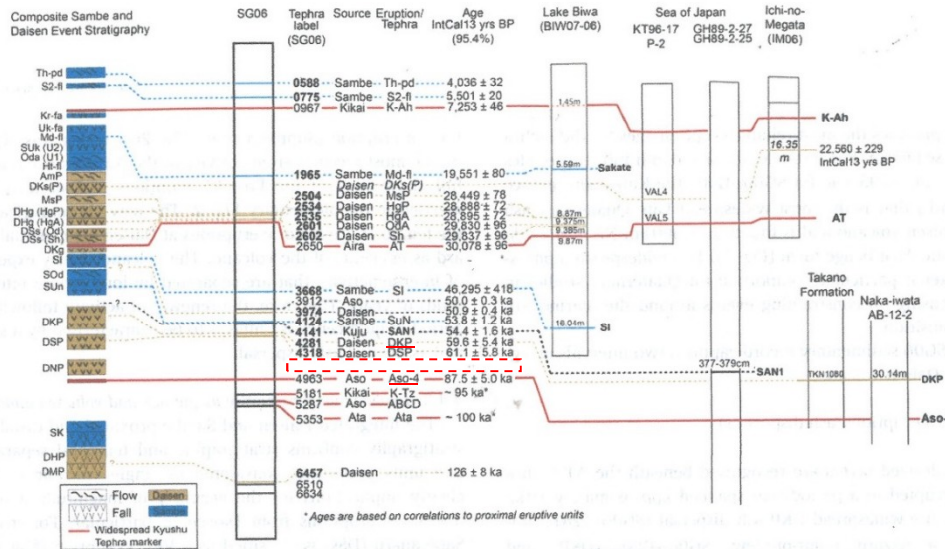 Composite Sambe and
Daisen Event Stratigraphy
SG06
Tephra label (SG06)
Source
Eruption/ Tephra
Age IntCal13 yrs BP (95.4%)
Lake Biwa (BIW07-06)
Sea of Japan
KT96-17 P-2
GH89-2-27
GH89-2-25
Ichi-no-Megata (IM06)
Th-pd
S2-fl
Kr-fa
Uk-fa
Md-fl
SUk (U2)
Oda (U1)
Ht-fl
AmP
DKs(P)
MsP
DHg (HgP)
DHg (HgA)
DSs (Od)
DSs (Sh)
DKg
SI
SOd
SUn
?
DKP
DSP
DNP
SK
DHP
DMP
0588 Sambe Th-pd 4,036 ± 32
0775 Sambe S2-fl 5,501 ± 20
0967 Kikai K-Ah 7,253 ± 46
1965 Sambe Md-fl 19,551 ± 80
Daisen DKs(P)
2504 Daisen MsP 28,449 ± 78
2534 Daisen HgP 28,888 ± 72
2535 Daisen HgA 28,895 ± 72
2601 Daisen OdA 29,830 ± 96
2602 Daisen Sh 29,837 ± 96
2650 Aira AT 30,078 ± 96
3668 Sambe SI 46,295 ± 418
3912 Aso 50.0 ± 0.3 ka
3974 Daisen 50.9 ± 0.4 ka
4124 Sambe SuN 53.8 ± 1.2 ka
4141 Kuju SAN1 54.4 ± 1.6 ka
4281 Daisen DKP 59.6 ± 5.4 ka
4318 Daisen DSP 61.1 ± 5.8 ka
4963 Aso Aso-4 87.5 ± 5.0 ka
5181 Kikai K-Tz ~ 95 ka*
5287 Aso ABCD
5353 Ata Ata ~ 100 ka*
6457 Daisen 126 ± 8 ka
6510
6634
1.45m
5.59m
Sakate
8.87m
9.175m
9.385m
9.87m
16.04m
SI
VAL4
VAL5
377-379cm
SAN1
16.35 m
K-Ah
22.560 ± 229
IntCal13 yrs BP
AT
Takano Formation
Naka-iwata AB-12-2
TKN1080
30.14m
DKP
Aso-
Flow
Fall
Daisen
Sambe
Widespread Kyushu
Tephra marker
* Ages are based on correlations to proximal eruptive units